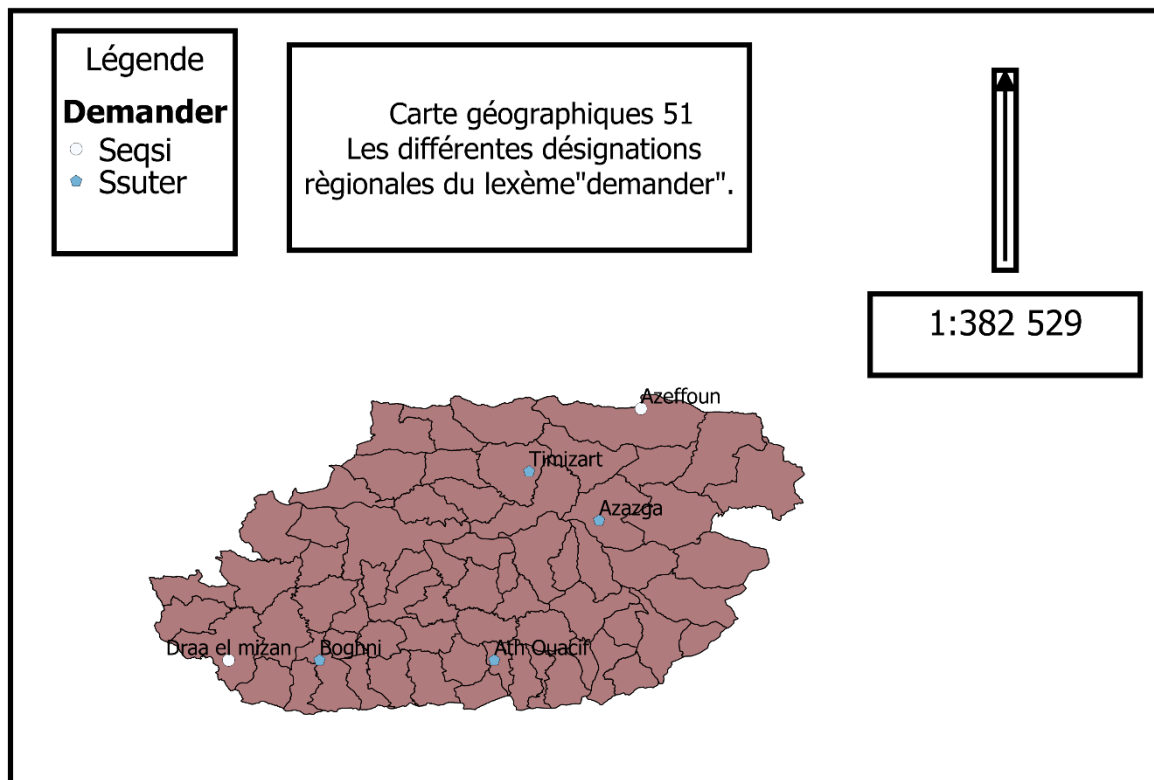 Légende
Demander
Seqsi
Ssuter
Carte géographiques 51
Les différentes désignations
règionales du lexème"demander".
1:382 529
Azeffoun
Timizart
Azazga
Draa el mizan
Boghni
Ath Ouacif